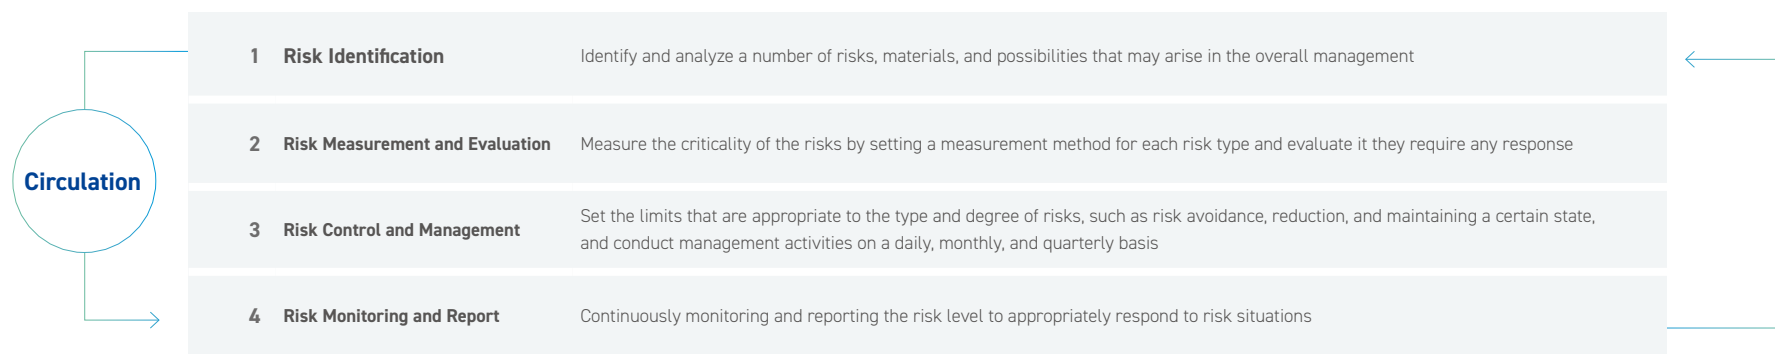 Circulation
1 Risk Identification Identify and analyze a number of risks, materials, and possibilities that may arise in the overall management
2 Risk Measurement and Evaluation Measure the criticality of the risks by setting a measurement method for each risk type and evaluate it they require any response
3 Risk Control and Management Set the limits that are appropriate to the type and degree of risks, such as risk avoidance, reduction, and maintaining a certain state,
and conduct management activities on a daily, monthly, and quarterly basis
4 Risk Monitoring and Report Continuously monitoring and reporting the risk level to appropriately respond to risk situations